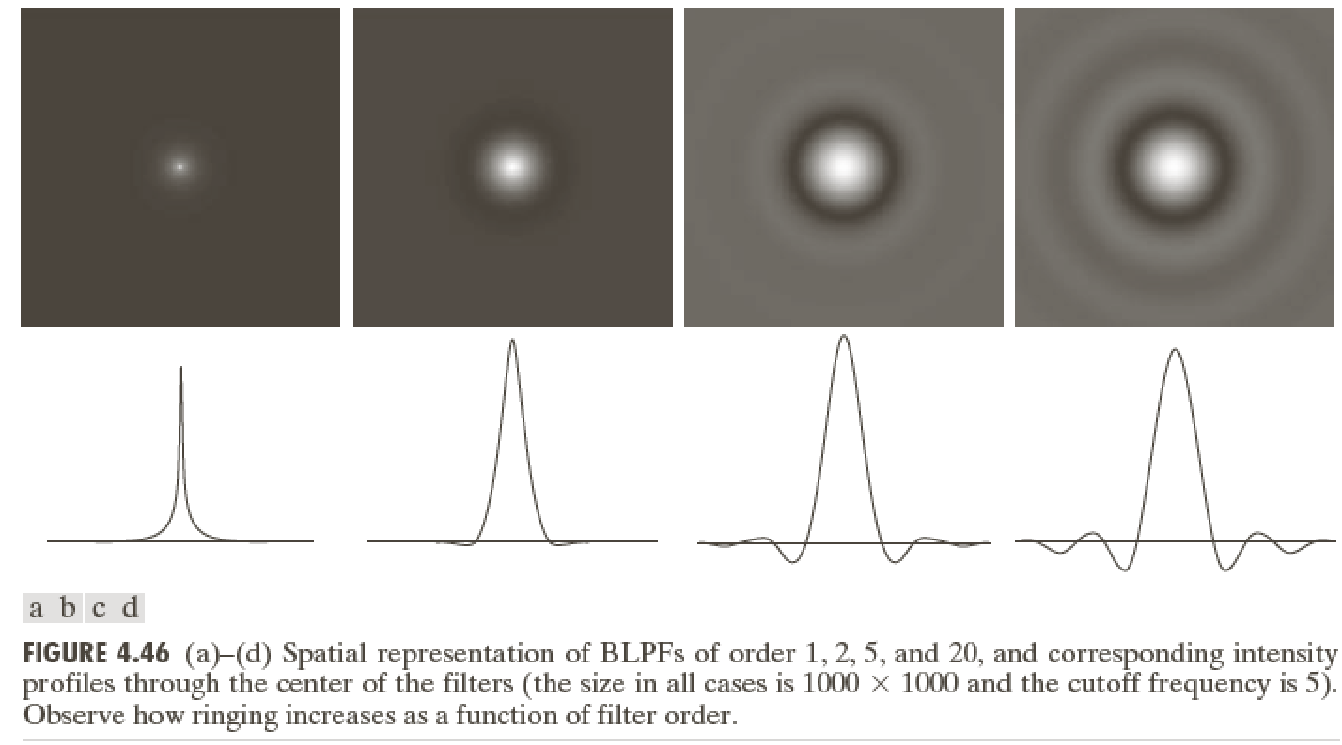 a b c d
FIGURE 4.46 (a)–(d) Spatial representation of BLPFs of order 1, 2, 5, and 20, and corresponding intensity
profiles through the center of the filters (the size in all cases is 1000 × 1000 and the cutoff frequency is 5).
Observe how ringing increases as a function of filter order.